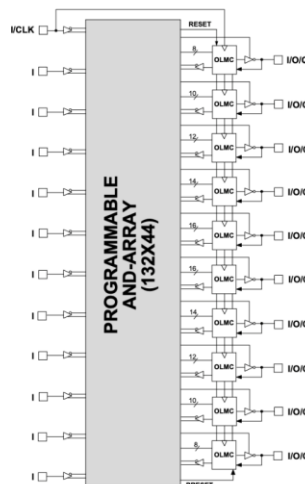 RESET
I/CLK
8
OLMC
I/O/Q
I
10
OLMC
I/O/Q
I
12
OLMC
I/O/Q
I
14
OLMC
I/O/Q
I
16
OLMC
I/O/Q
I
PROGRAMMABLE
AND-ARRAY
(132X44)
16
OLMC
I/O/Q
I
14
OLMC
I/O/Q
I
12
OLMC
I/O/Q
I
10
OLMC
I/O/Q
I
8
OLMC
I/O/Q
I
I
PRESET